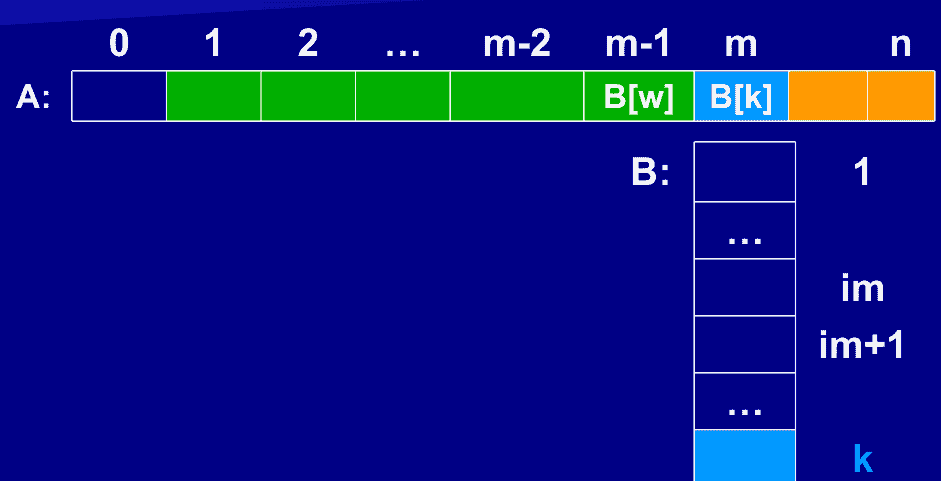 0 1 2 … m-2 m-1 m n
A: B[w] B[k]
B: 1
…
im
im+1
…
k